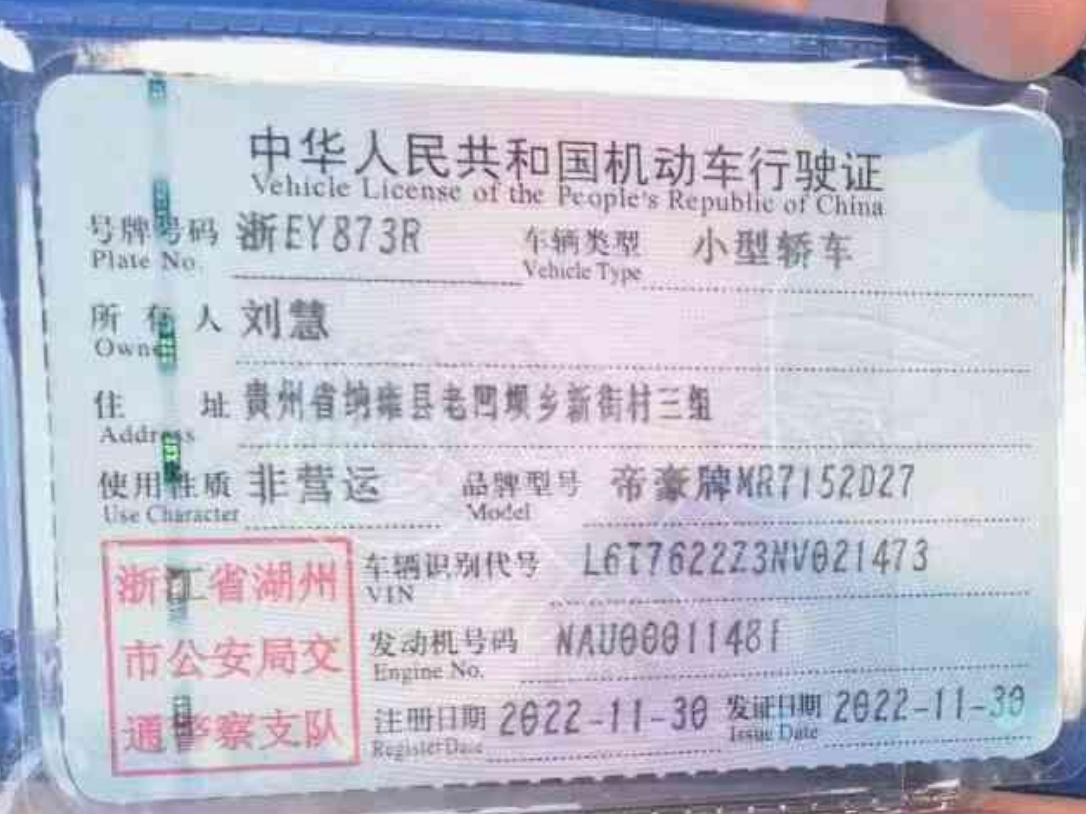 中华人民共和国机动车行驶证
Vehicle License of the People's Republic of China
号牌号码 浙EY873R 车辆类型 小型轿车
Plate No. Vehicle Type
所有人 刘慧
Owner
住址 贵州省纳雍县老凹坝乡新街村三组
Address
使用性质 非营运 品牌型号 帝豪牌MR7152D27
Use Character Model
浙江省湖州 车辆识别代号 L6T7622Z3NV021473
VIN
市公安局交 发动机号码 NAU00011481
Engine No.
通警察支队 注册日期 2022-11-30 发证日期 2022-11-30
Register Date Issue Date